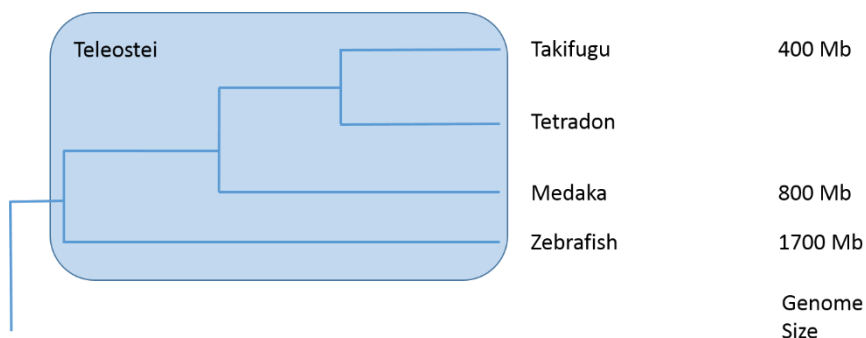 Teleostei
Takifugu 400 Mb
Tetradon
Medaka 800 Mb
Zebrafish 1700 Mb
Genome
Size